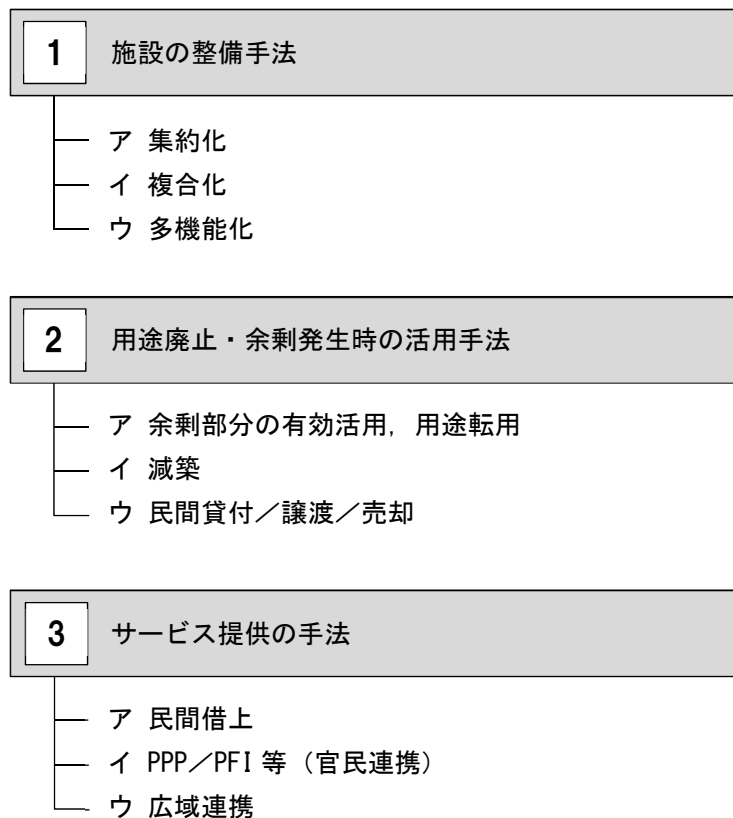 1 施設の整備手法
ア 集約化
イ 複合化
ウ 多機能化
2 用途廃止・余剰発生時の活用手法
ア 余剰部分の有効活用，用途転用
イ 減築
ウ 民間貸付／譲渡／売却
3 サービス提供の手法
ア 民間借上
イ PPP／PFI 等（官民連携）
ウ 広域連携